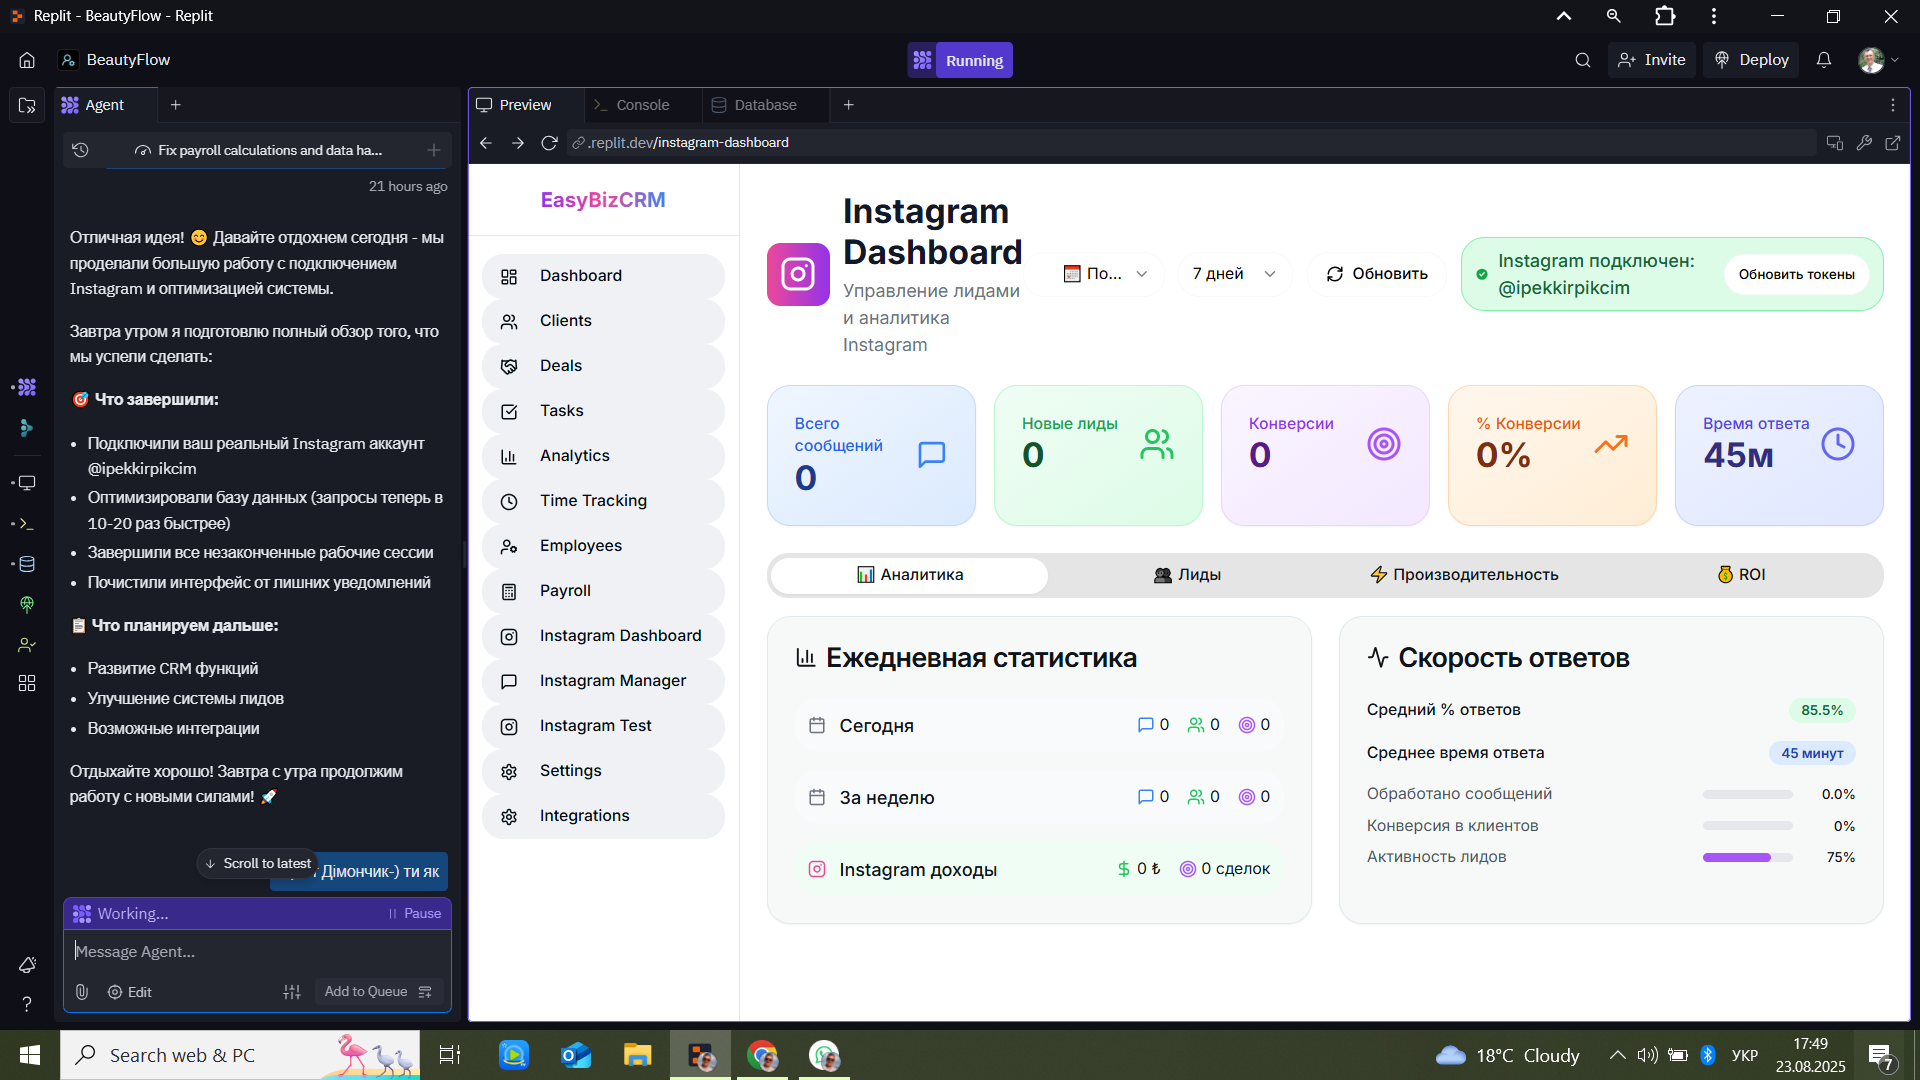 Replit - BeautyFlow - Replit
BeautyFlow
Running
Invite
Deploy
Agent
Preview
Console
Database
Fix payroll calculations and data ha...
.replit.dev/instagram-dashboard
21 hours ago
Отличная идея! 😊 Давайте отдохнем сегодня - мы
проделали большую работу с подключением
Instagram и оптимизацией системы.
Завтра утром я подготовлю полный обзор того, что
мы успели сделать:
🎯 Что завершили:
• Подключили ваш реальный Instagram аккаунт
@ipekkirpikcim
• Оптимизировали базу данных (запросы теперь в
10-20 раз быстрее)
• Завершили все незаконченные рабочие сессии
• Почистили интерфейс от лишних уведомлений
📋 Что планируем дальше:
• Развитие CRM функций
• Улучшение системы лидов
• Возможные интеграции
Отдыхайте хорошо! Завтра с утра продолжим
работу с новыми силами! 🚀
Scroll to latest
Дімончик-) ти як
Working...
Pause
Message Agent...
Edit
Add to Queue
EasyBizCRM
Dashboard
Clients
Deals
Tasks
Analytics
Time Tracking
Employees
Payroll
Instagram Dashboard
Instagram Manager
Instagram Test
Settings
Integrations
Instagram
Dashboard
Управление лидами
и аналитика
Instagram
По...
7 дней
Обновить
Instagram подключен:
@ipekkirpikcim
Обновить токены
Всего
сообщений
0
Новые лиды
0
Конверсии
0
% Конверсии
0%
Время ответа
45м
📊 Аналитика
👥 Лиды
⚡ Производительность
💰 ROI
Ежедневная статистика
Сегодня
0
0
0
За неделю
0
0
0
Instagram доходы
0 ₺
0 сделок
Скорость ответов
Средний % ответов
85.5%
Среднее время ответа
45 минут
Обработано сообщений
0.0%
Конверсия в клиентов
0%
Активность лидов
75%
Search web & PC
18°C Cloudy
УКР
17:49
23.08.2025
7